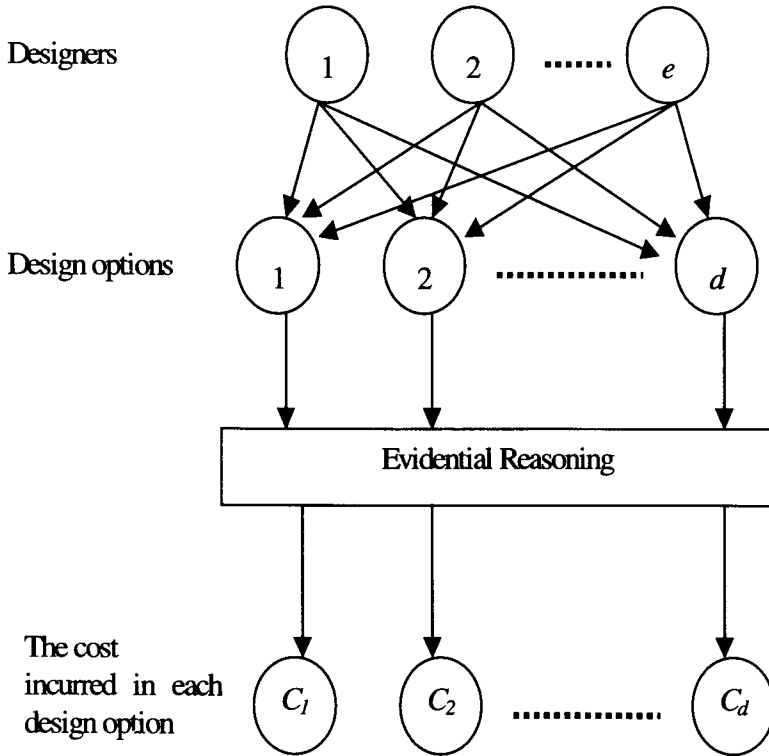 Designers 1 2 e
Design options 1 2 d
Evidential Reasoning
The cost
incurred in each
design option
C1 C2 Cd